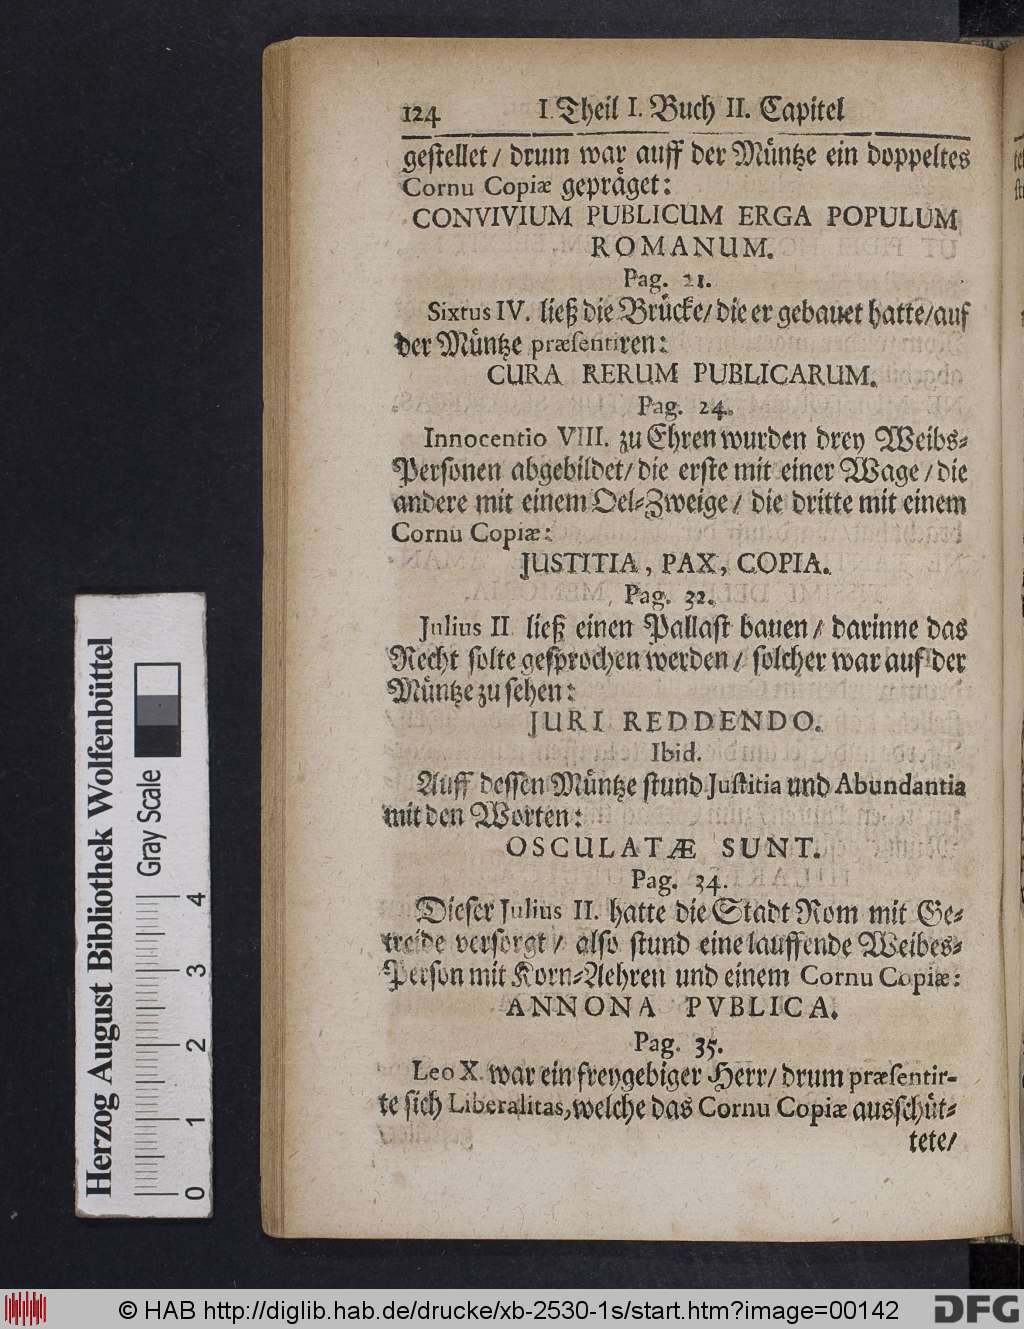 124 I. Theil I. Buch II. Capitel
gestellet / drum war auff der Müntze ein doppeltes
Cornu Copiæ gepräget:
CONVIVIUM PUBLICUM ERGA POPULUM
ROMANUM.
Pag. 21.
Sixtus IV. ließ die Brücke / die er gebauet hatte / auf
der Müntze præsentiren:
CURA RERUM PUBLICARUM.
Pag. 24.
Innocentio VIII. zu Ehren wurden drey Weibs-
Personen abgebildet / die erste mit einer Wage / die
andere mit einem Oel-Zweige / die dritte mit einem
Cornu Copiæ:
JUSTITIA, PAX, COPIA.
Pag. 32.
Julius II ließ einen Pallast bauen / darinne das
Recht solte gesprochen werden / solcher war auf der
Müntze zu sehen:
JURI REDDENDO.
Ibid.
Auff dessen Müntze stund Justitia und Abundantia
mit den Worten:
OSCULATÆ SUNT.
Pag. 34.
Dieser Julius II. hatte die Stadt Rom mit Ge-
treide versorgt / also stund eine lauffende Weibes-
Person mit Korn-Aehren und einem Cornu Copiæ:
ANNONA PVBLICA.
Pag. 35.
Leo X. war ein freygebiger Herr / drum præsentir-
te sich Liberalitas, welche das Cornu Copiæ ausschüt-
tete /
Herzog August Bibliothek Wolfenbüttel
Gray Scale
0 1 2 3 4
© HAB http://diglib.hab.de/drucke/xb-2530-1s/start.htm?image=00142
DFG